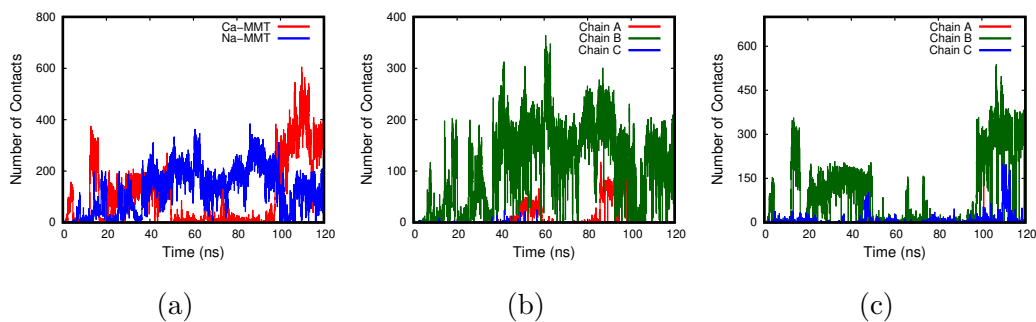 800
600
400
200
0
0 20 40 60 80 100 120
Number of Contacts
Time (ns)
Ca−MMT
Na−MMT
(a)
400
300
200
100
0
0 20 40 60 80 100 120
Number of Contacts
Time (ns)
Chain A
Chain B
Chain C
(b)
600
450
300
150
0
0 20 40 60 80 100 120
Number of Contacts
Time (ns)
Chain A
Chain B
Chain C
(c)